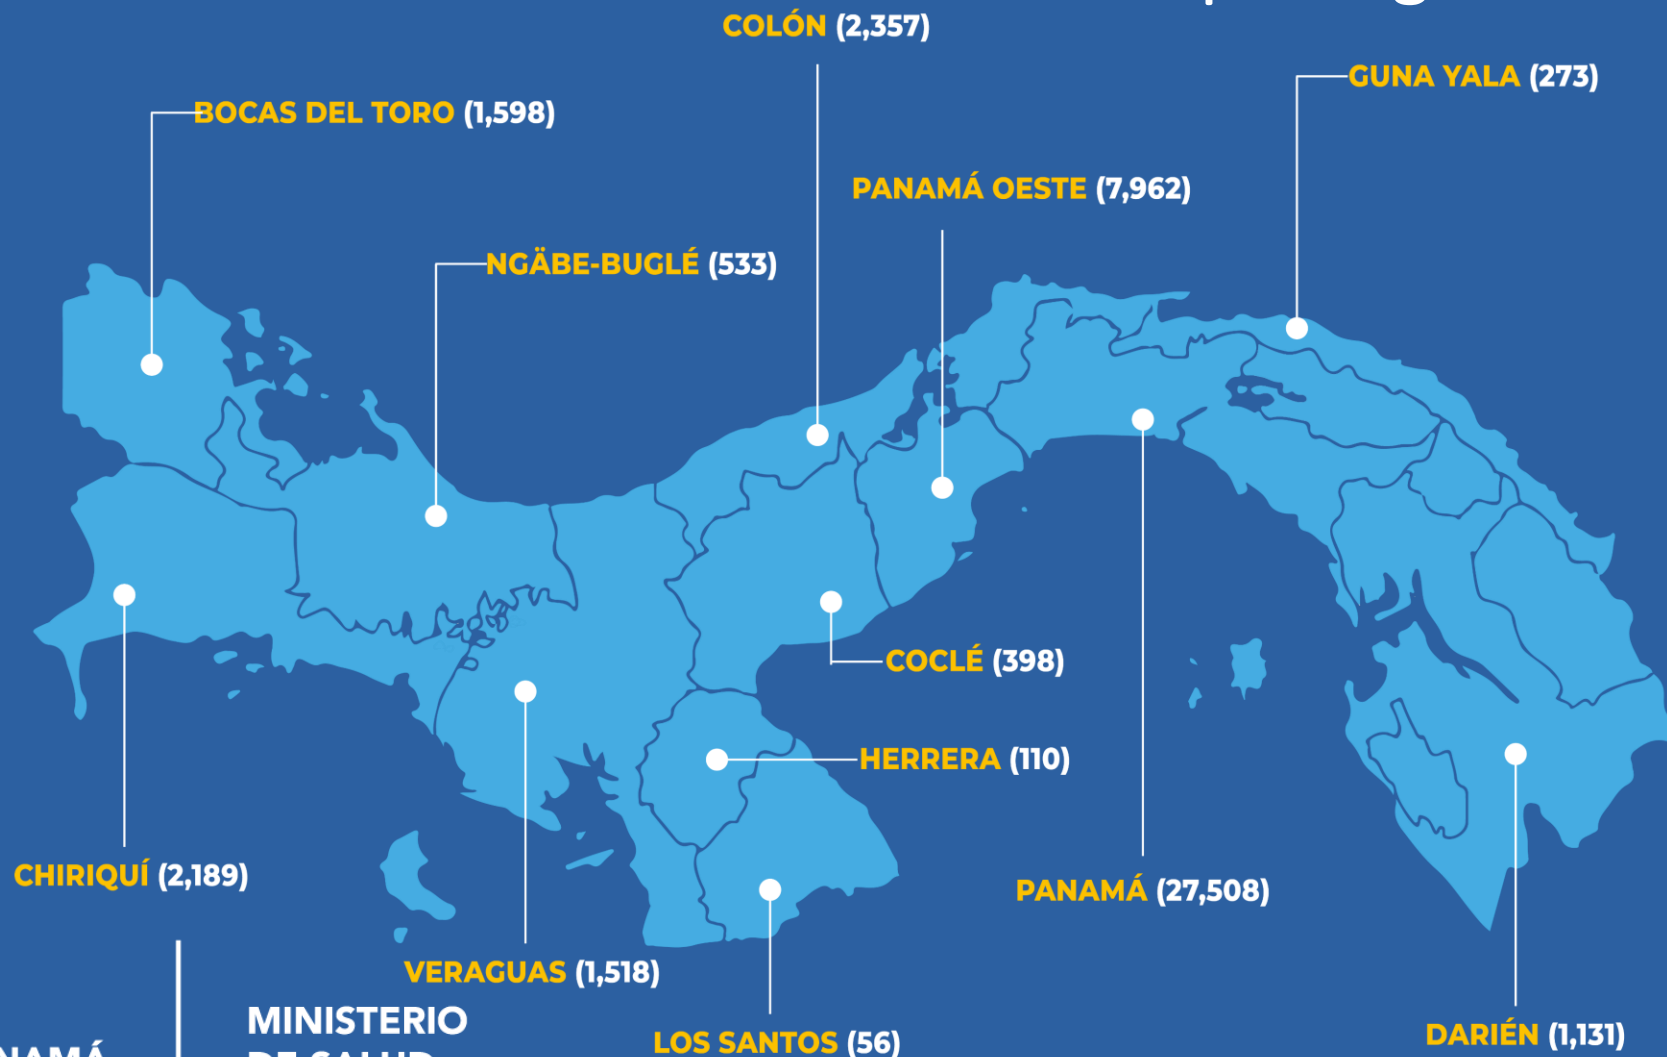 COLÓN (2,357)
GUNA YALA (273)
BOCAS DEL TORO (1,598)
PANAMÁ OESTE (7,962)
NGÄBE-BUGLÉ (533)
COCLÉ (398)
HERRERA (110)
CHIRIQUÍ (2,189)
PANAMÁ (27,508)
VERAGUAS (1,518)
MINISTERIO
DE SALUD
LOS SANTOS (56)
DARIÉN (1,131)